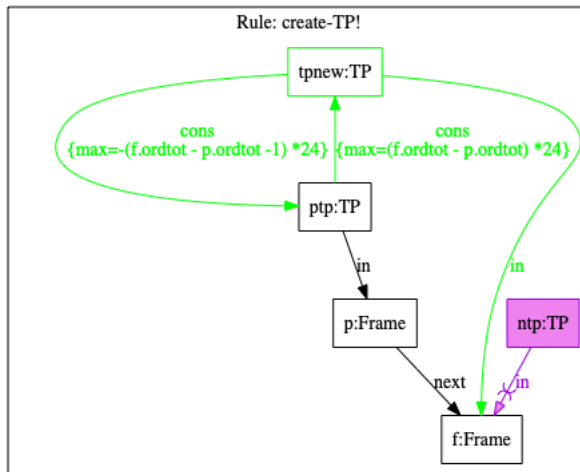 Rule: create-TP!
tpnew:TP
cons cons
{max=-(f.ordtot - p.ordtot -1) *24} {max=(f.ordtot - p.ordtot) *24}
ptp:TP
in in
p:Frame ntp:TP
next in
f:Frame